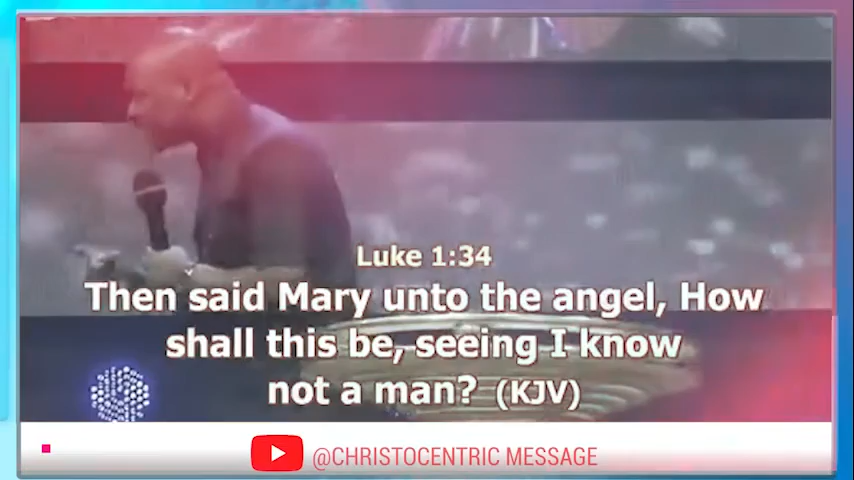 Luke 1:34
Then said Mary unto the angel, How
shall this be, seeing I know
not a man? (KJV)
@CHRISTOCENTRIC MESSAGE